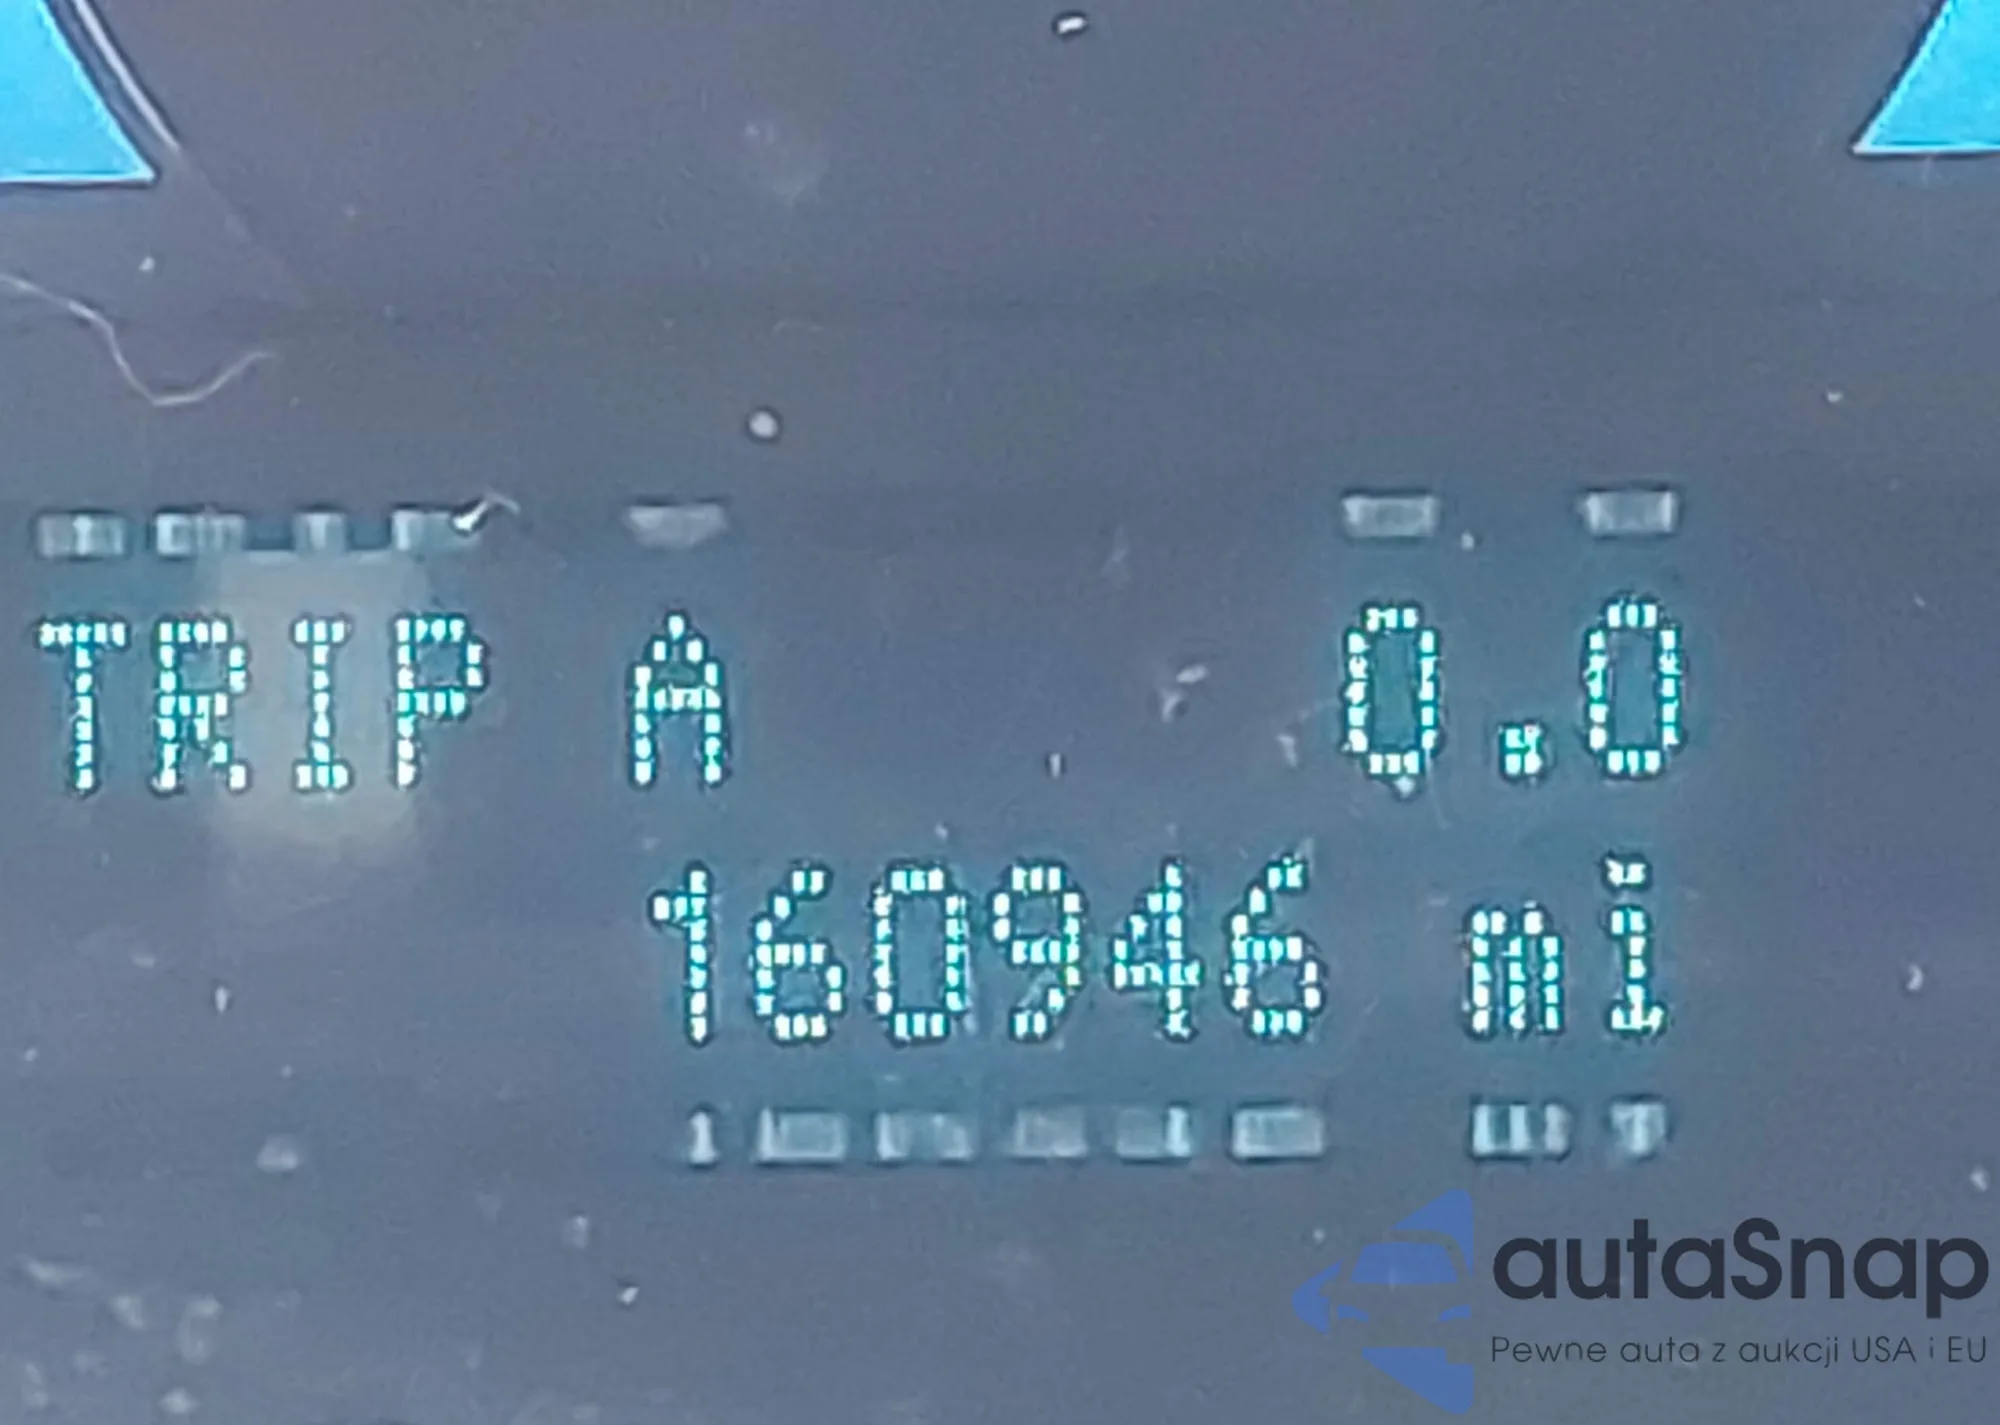 TRIP A 0.0
160946 mi
autaSnap
Pewne auta z aukcji USA i EU